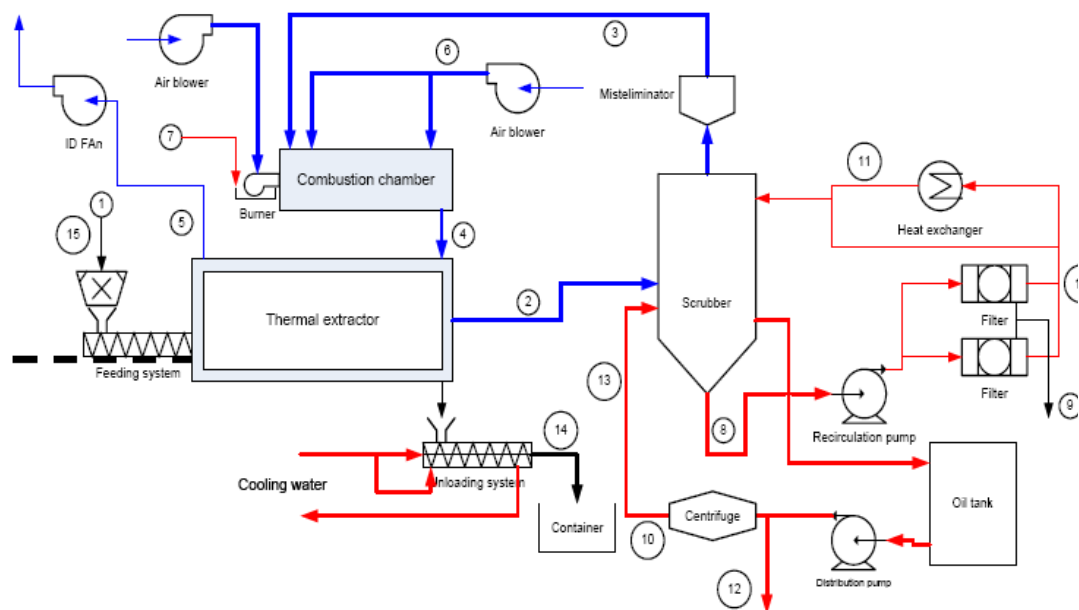 3
6
Air blower
Misteliminator
ID FAn
7
Air blower
11
Combustion chamber
1
Burner
Heat exchanger
15
5
4
1
2
Scrubber
Thermal extractor
Filter
Feeding system
13
Filter
9
8
14
Recirculation pump
Cooling water
Unloading system
Container
Centrifuge
Oil tank
10
12
Distribution pump